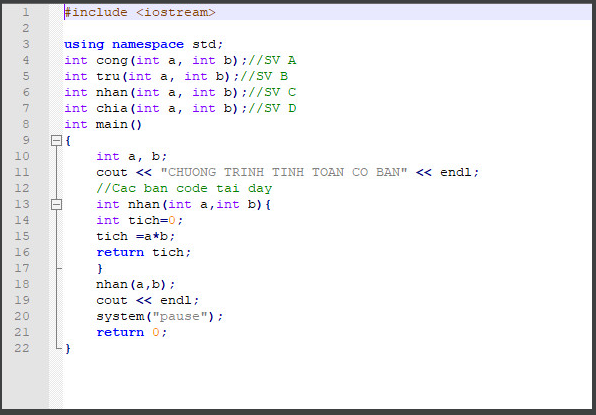 1 #include <iostream>
2
3 using namespace std;
4 int cong(int a, int b);//SV A
5 int tru(int a, int b);//SV B
6 int nhan(int a, int b);//SV C
7 int chia(int a, int b);//SV D
8 int main()
9 {
10 int a, b;
11 cout << "CHUONG TRINH TINH TOAN CO BAN" << endl;
12 //Cac ban code tai day
13 int nhan(int a,int b){
14 int tich=0;
15 tich =a*b;
16 return tich;
17 }
18 nhan(a,b);
19 cout << endl;
20 system("pause");
21 return 0;
22 }